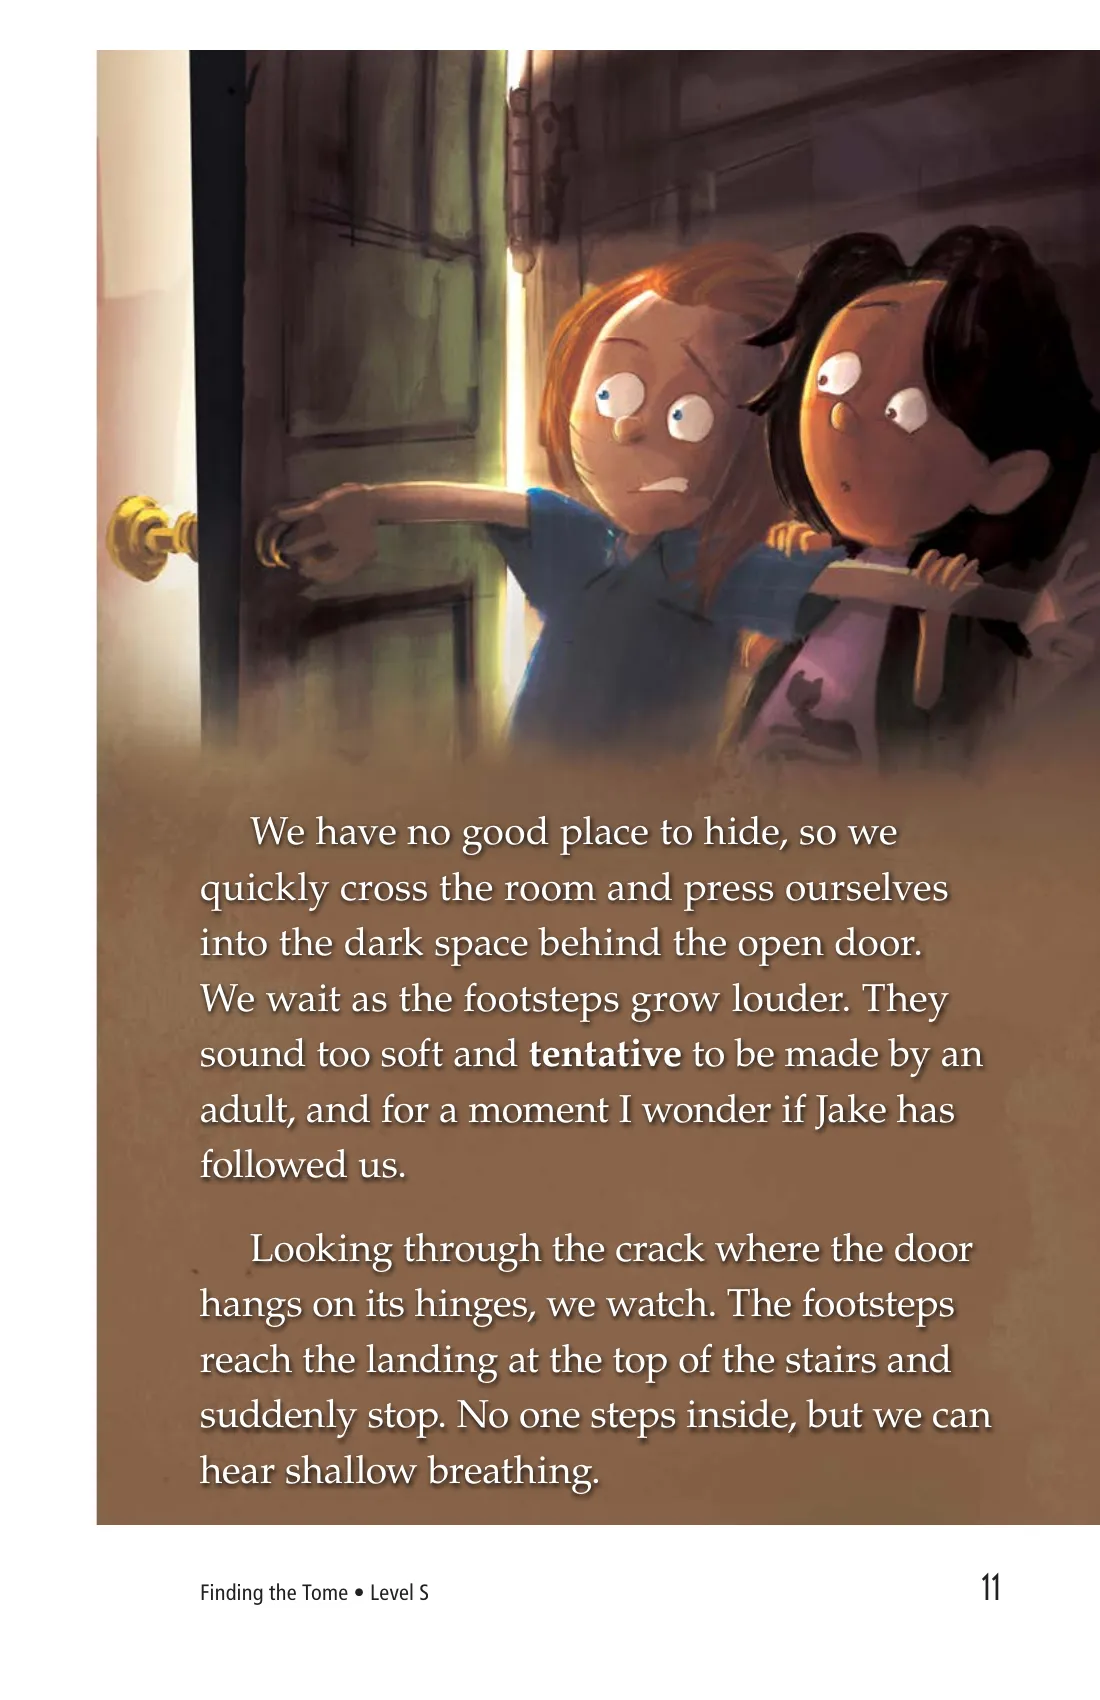 We have no good place to hide, so we
quickly cross the room and press ourselves
into the dark space behind the open door.
We wait as the footsteps grow louder. They
sound too soft and tentative to be made by an
adult, and for a moment I wonder if Jake has
followed us.
Looking through the crack where the door
hangs on its hinges, we watch. The footsteps
reach the landing at the top of the stairs and
suddenly stop. No one steps inside, but we can
hear shallow breathing.
Finding the Tome • Level S
11